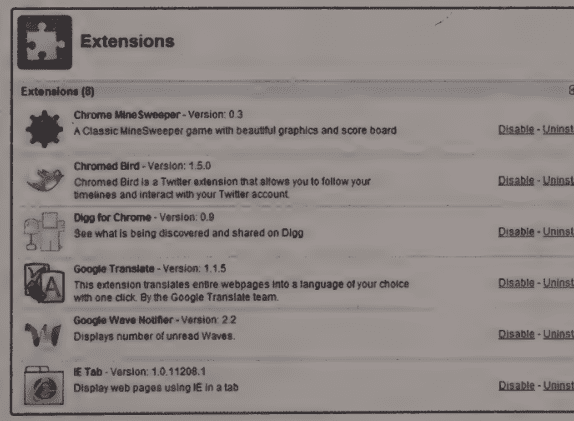 Extensions
Extensions (8)
Chrome MineSweeper - Version: 0.3
A Classic MineSweeper game with beautiful graphics and score board
Disable - Uninst
Chromed Bird - Version: 1.5.0
Chromed Bird is a Twitter extension that allows you to follow your
timelines and interact with your Twitter account.
Disable - Uninst
Digg for Chrome - Version: 0.9
See what is being discovered and shared on Digg
Disable - Uninst
Google Translate - Version: 1.1.5
This extension translates entire webpages into a language of your choice
with one click. By the Google Translate team.
Disable - Uninst
Google Wave Notifier - Version: 2.2
Displays number of unread Waves.
Disable - Uninst
IE Tab - Version: 1.0.11208.1
Display web pages using IE in a tab
Disable - Uninst